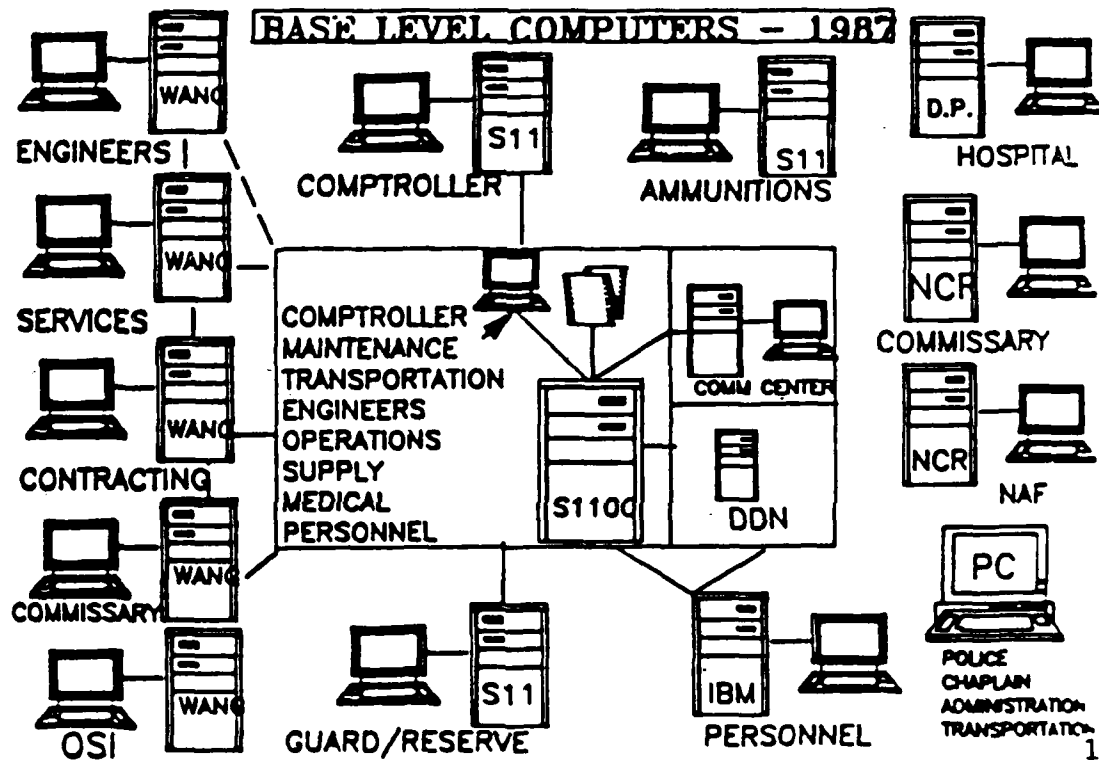 BASE LEVEL COMPUTERS - 1987
WANG
ENGINEERS
S11
COMPTROLLER
S11
AMMUNITIONS
D.P.
HOSPITAL
WANG
SERVICES
NCR
COMMISSARY
COMPTROLLER
MAINTENANCE
TRANSPORTATION
ENGINEERS
OPERATIONS
SUPPLY
MEDICAL
PERSONNEL
COMM CENTER
S1100
DDN
WANG
CONTRACTING
NCR
NAF
WANG
COMMISSARY
PC
POLICE
CHAPLAIN
ADMINISTRATION
TRANSPORTATION
WANG
OSI
S11
GUARD/RESERVE
IBM
PERSONNEL
1